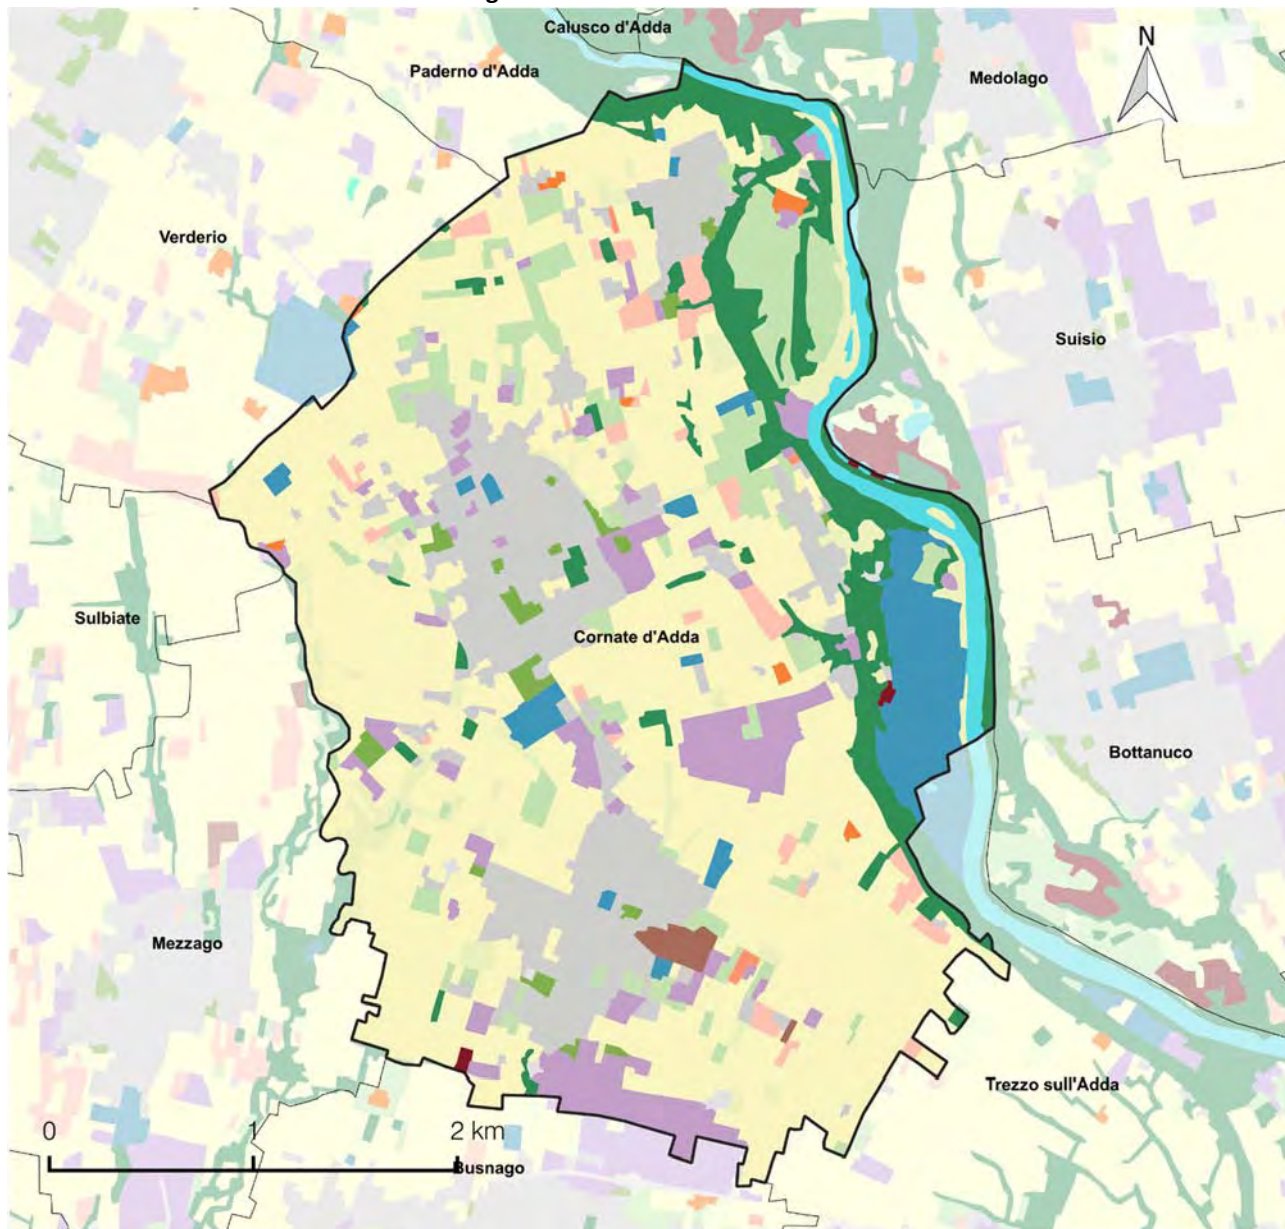 Calusco d'Adda
N
Paderno d'Adda
Medolago
Verderio
Suisio
Sulbiate
Cornate d'Adda
Bottanuco
Mezzago
Trezzo sull'Adda
0 1 2 km
Busnago